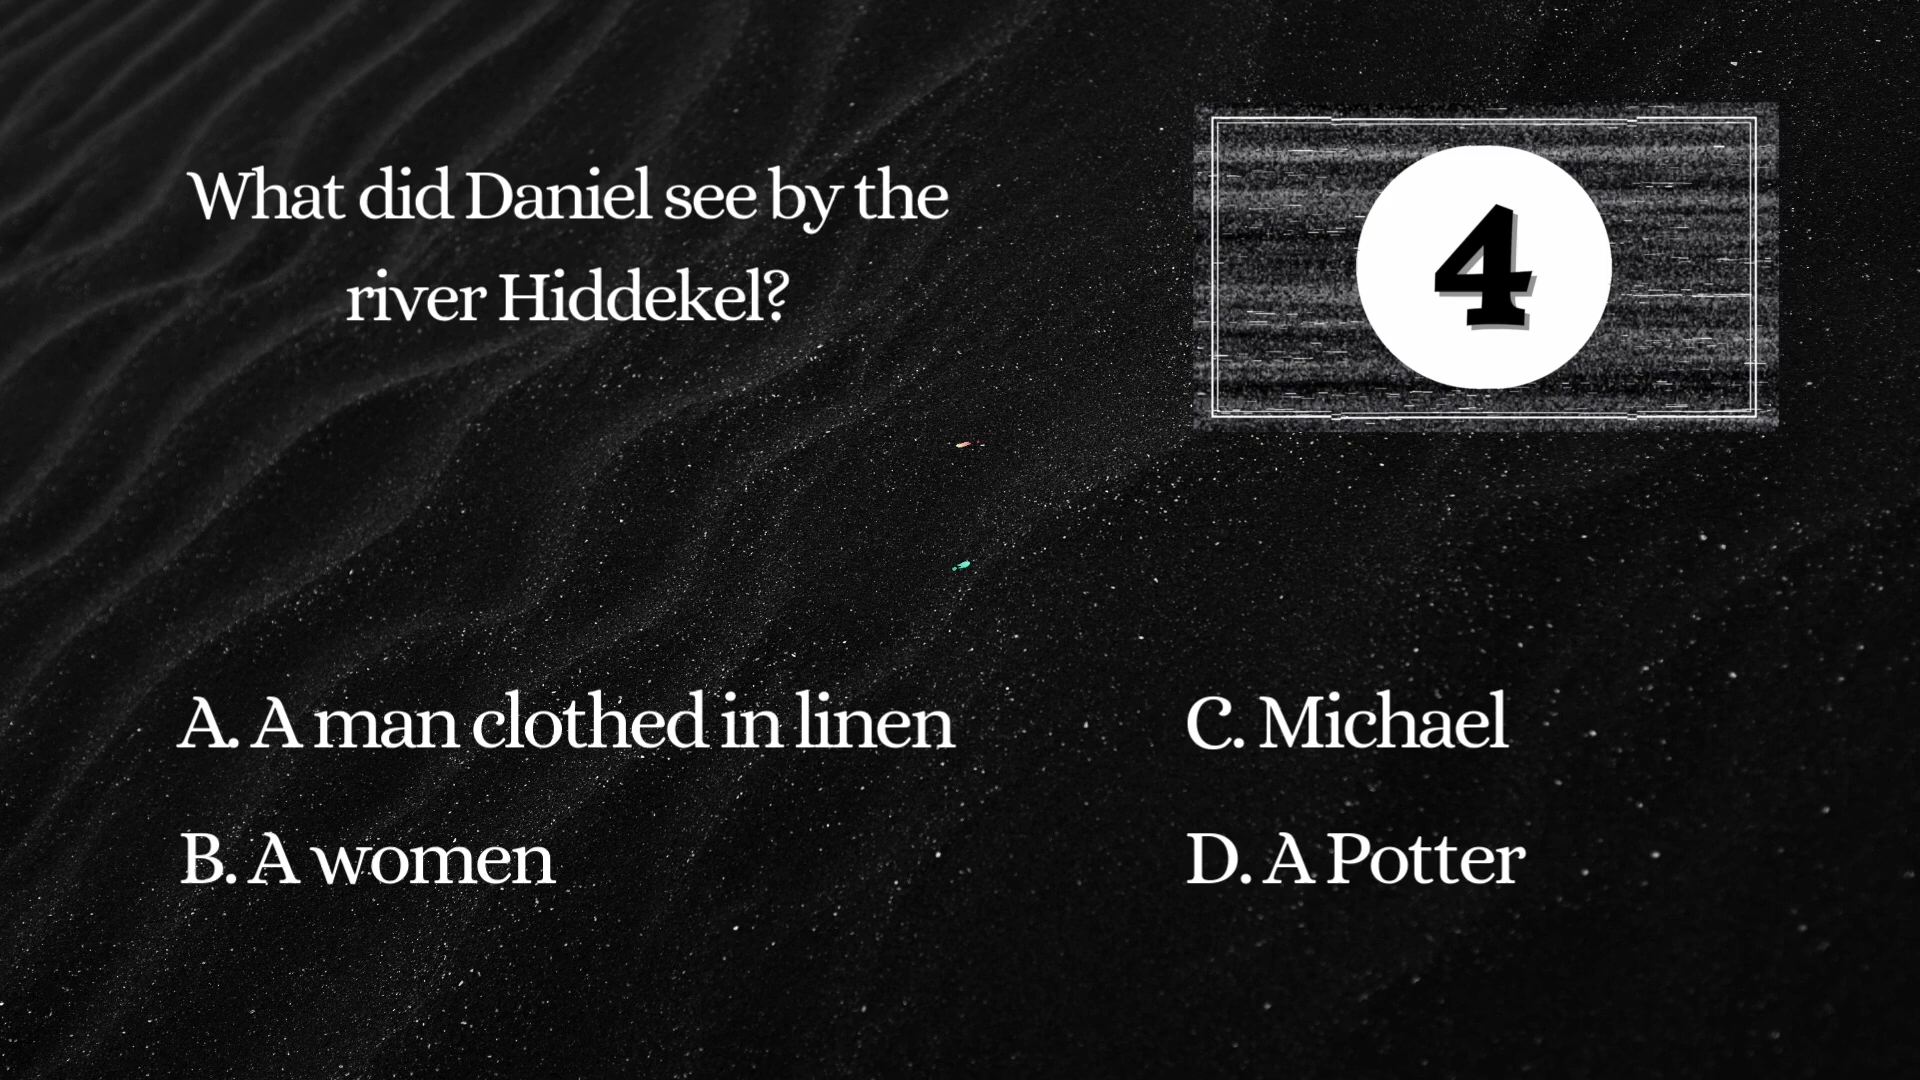 What did Daniel see by the
river Hiddekel?
4
A. A man clothed in linen
B. A women
C. Michael
D. A Potter